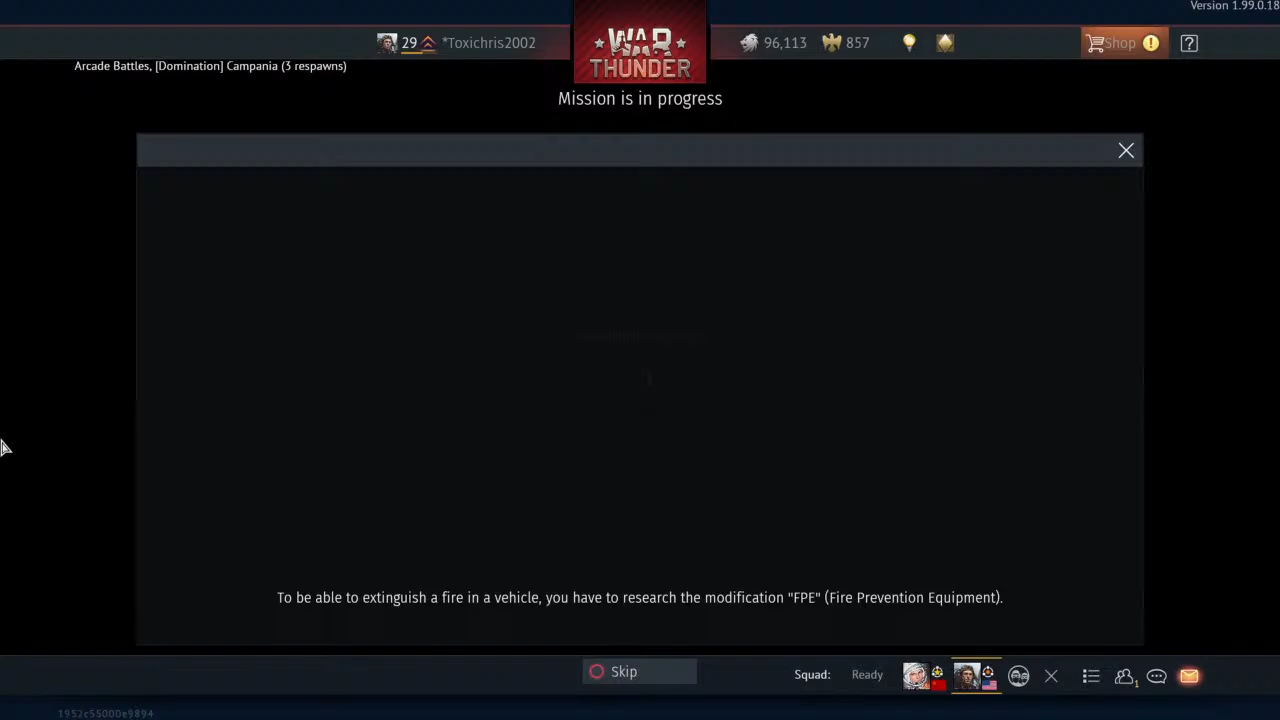 Version 1.99.0.18
29 *Toxichris2002
WAR
THUNDER
96,113 857
Shop
Arcade Battles, [Domination] Campania (3 respawns)
Mission is in progress
To be able to extinguish a fire in a vehicle, you have to research the modification "FPE" (Fire Prevention Equipment).
Skip
Squad: Ready
1
1952c55000e9894